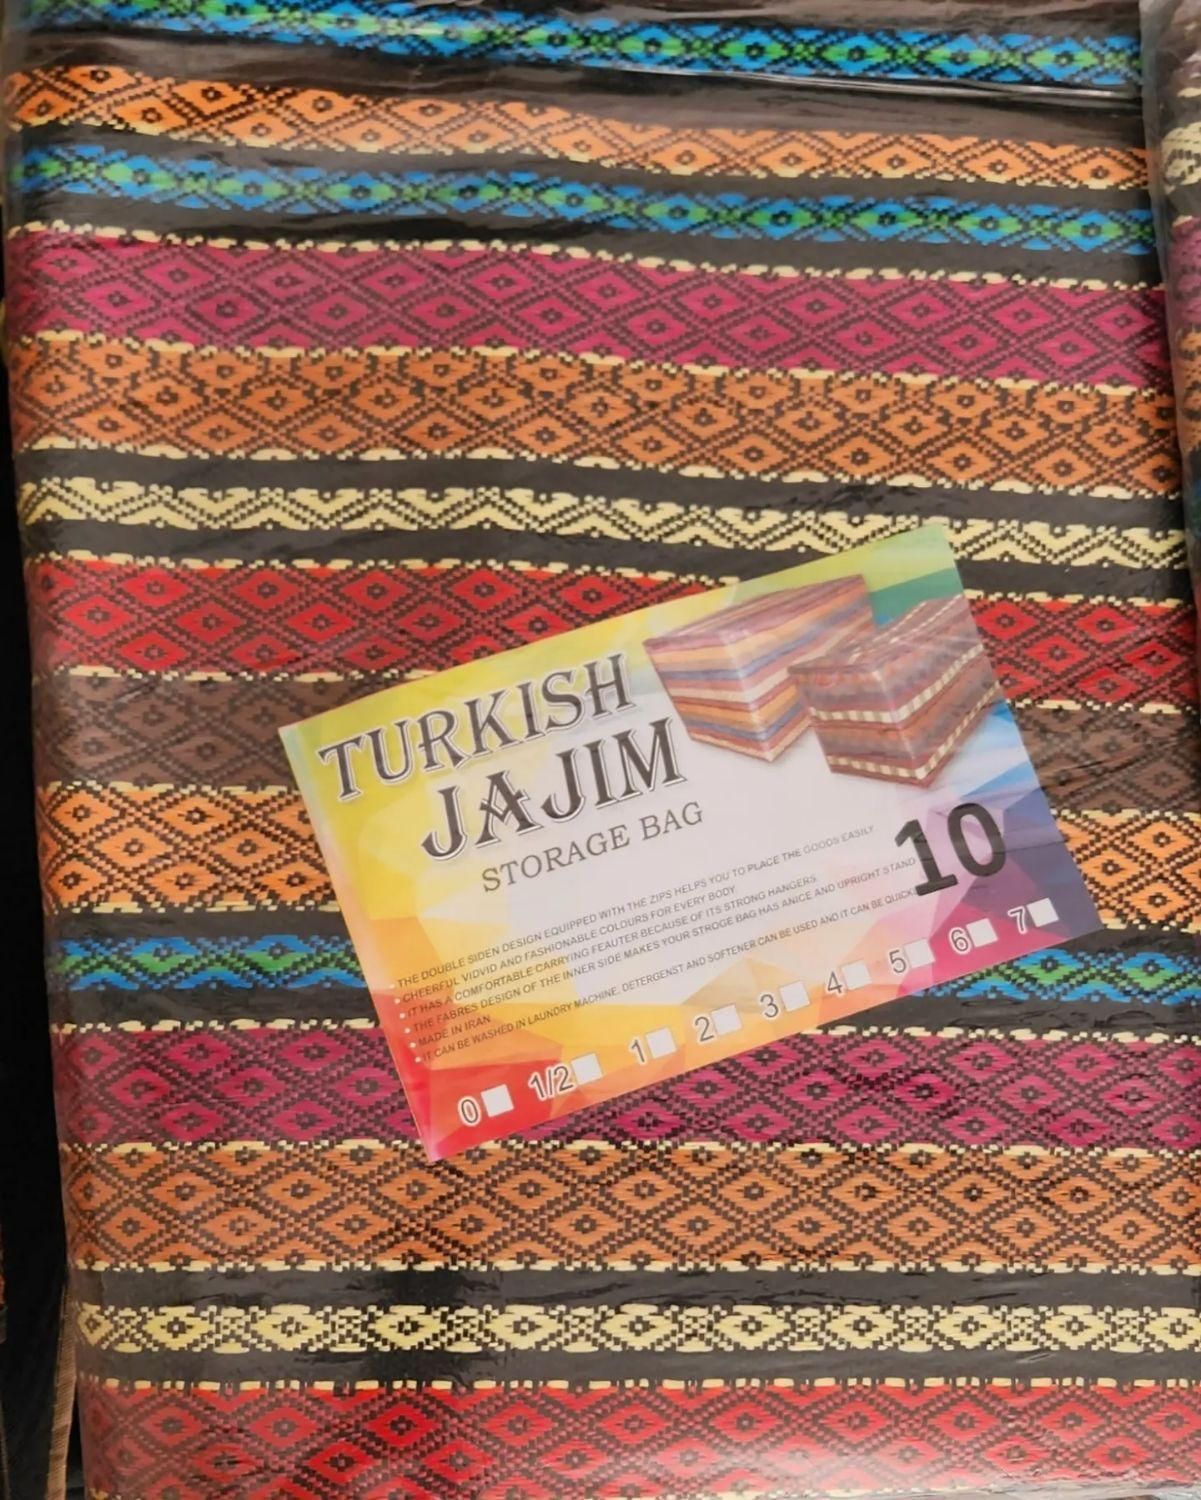 TURKISH
JAJIM
STORAGE BAG
10
• THE DOUBLE SIDEN DESIGN EQUIPPED WITH THE ZIPS HELPS YOU TO PLACE THE GOODS EASILY
• CHEERFUL VIDVID AND FASHIONABLE COLOURS FOR EVERY BODY.
• IT HAS A COMFORTABLE CARRYING FEAUTER BECAUSE OF ITS STRONG HANGERS
• THE FABRES DESIGN OF THE INNER SIDE MAKES YOUR STROGE BAG HAS ANICE AND UPRIGHT STAND
• MADE IN IRAN
• IT CAN BE WASHED IN LAUNDRY MACHINE, DETERGENST AND SOFTENER CAN BE USED AND IT CAN BE
0 1/2 1 2 3 4 5 6 7